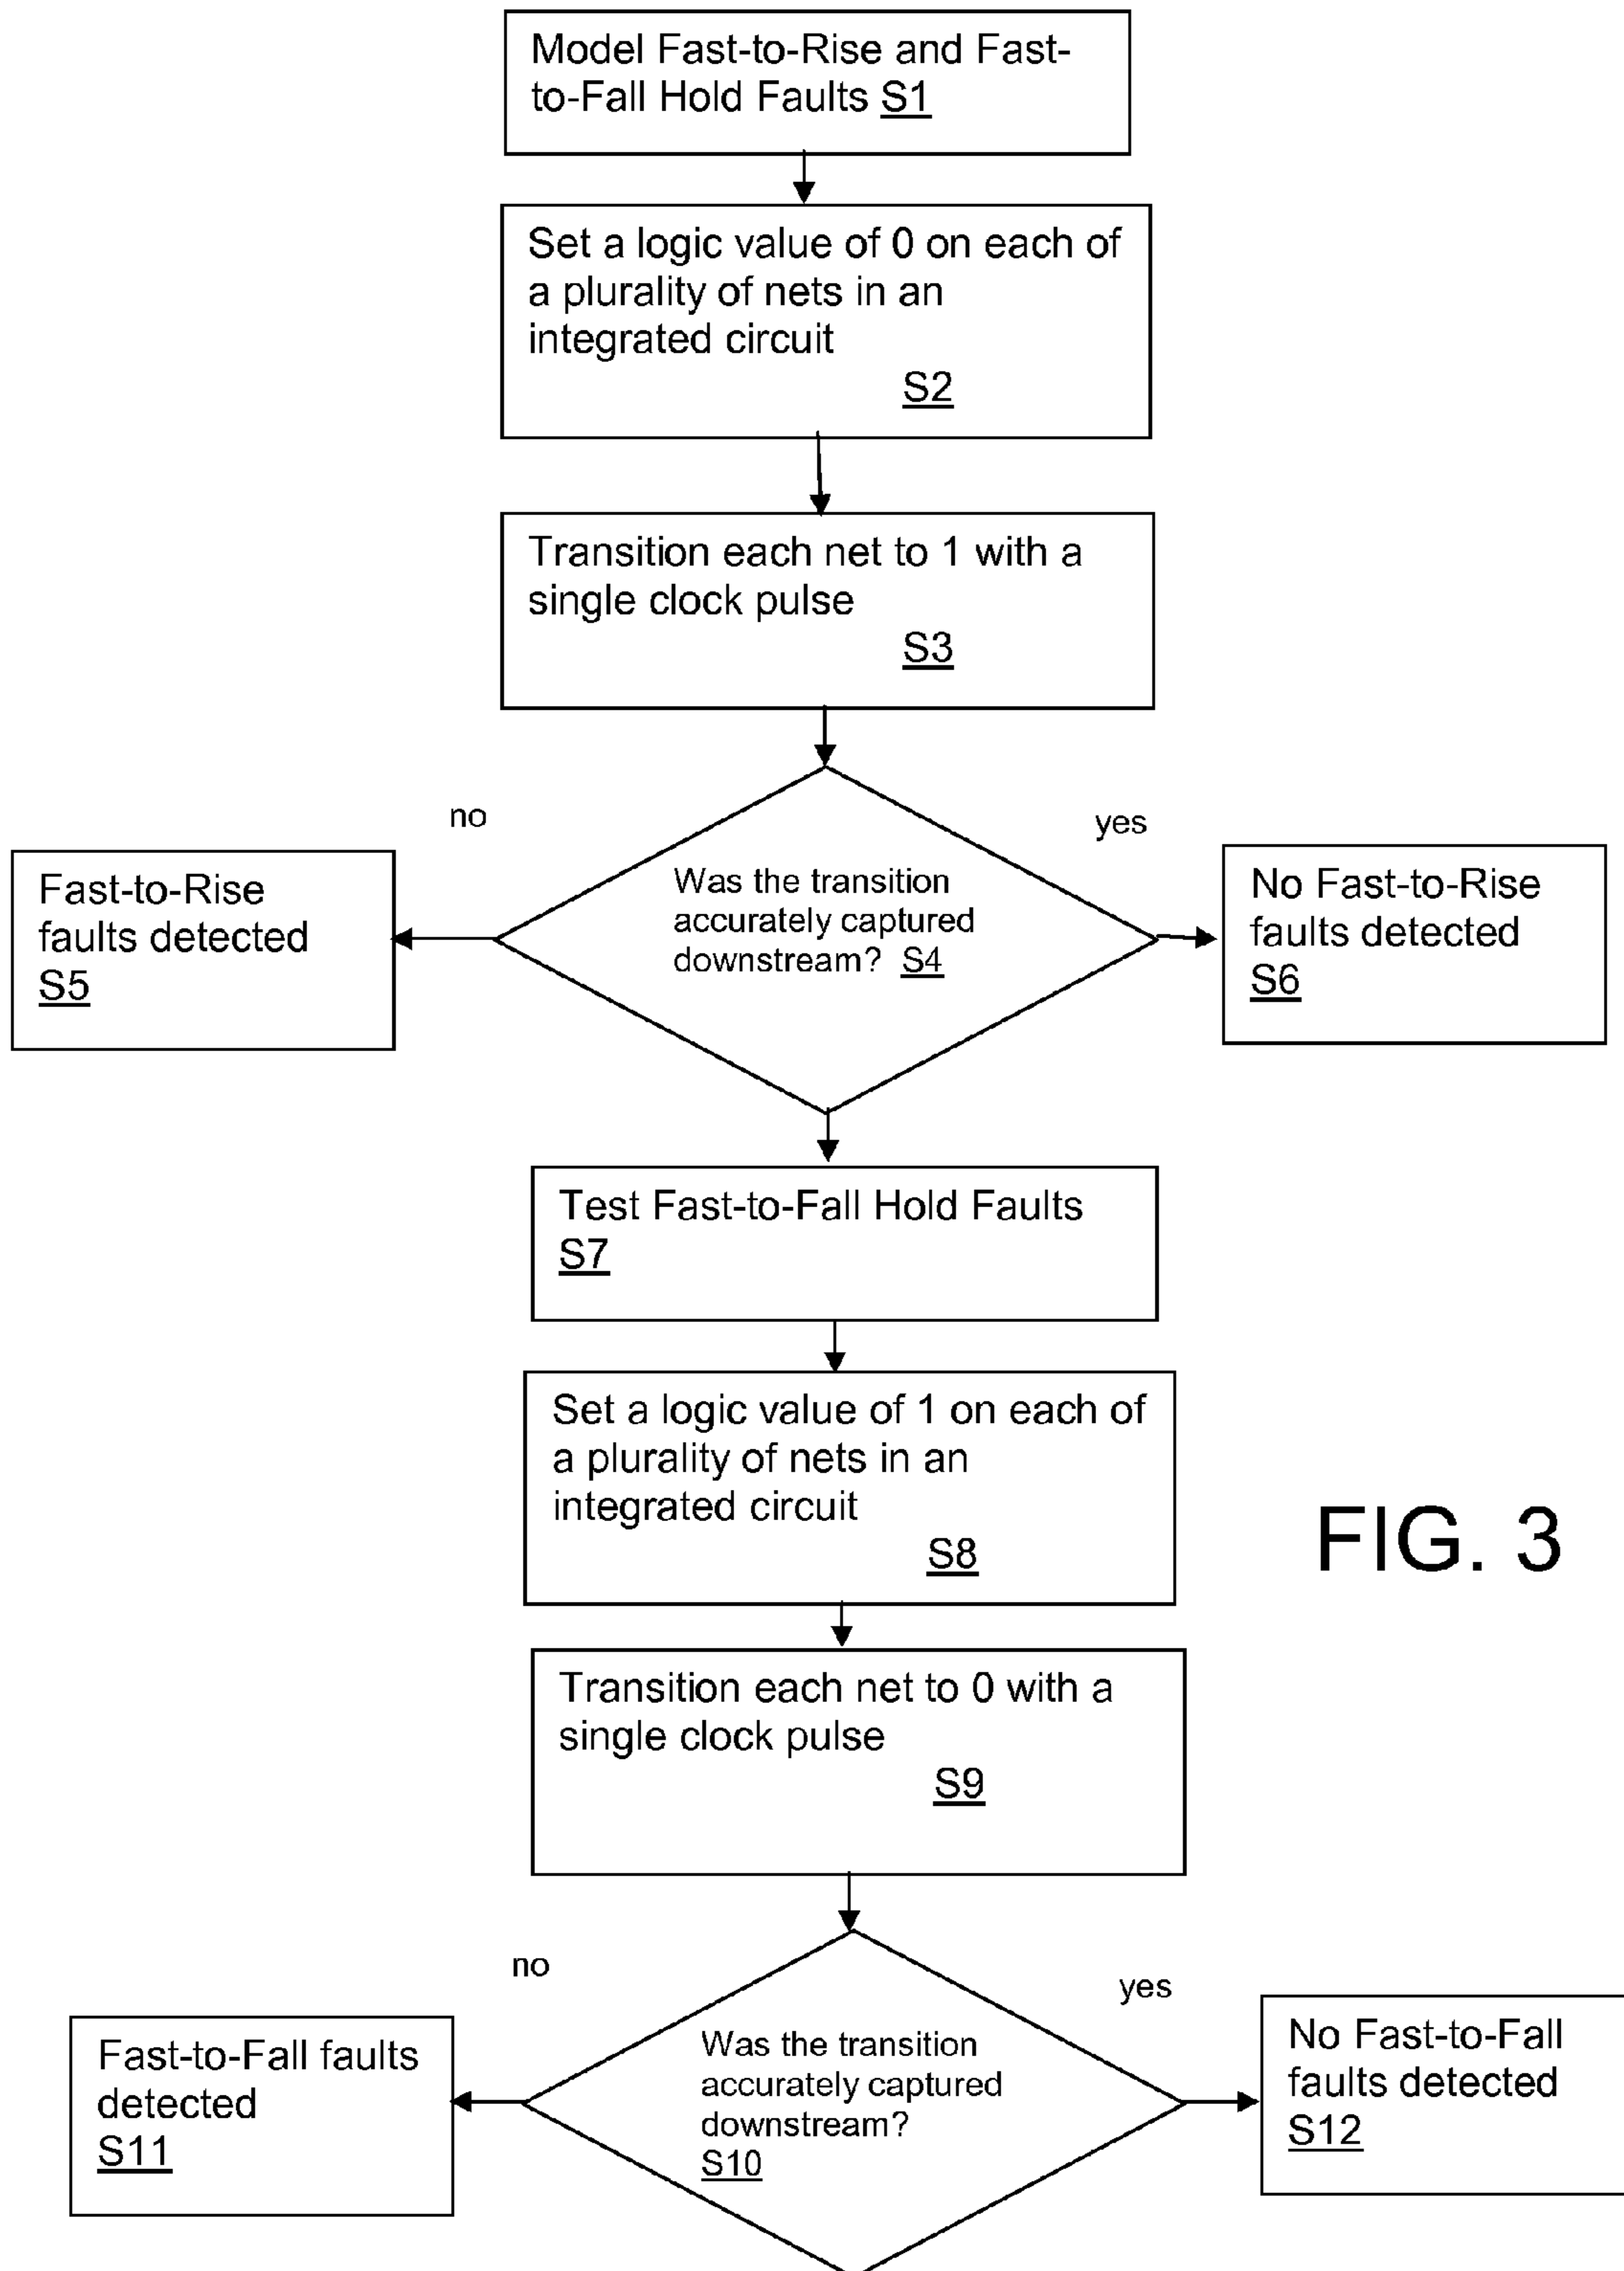 Model Fast-to-Rise and Fast-
to-Fall Hold Faults S1
Set a logic value of 0 on each of
a plurality of nets in an
integrated circuit
S2
Transition each net to 1 with a
single clock pulse
S3
no
yes
Was the transition
accurately captured
downstream? S4
Fast-to-Rise
faults detected
S5
No Fast-to-Rise
faults detected
S6
Test Fast-to-Fall Hold Faults
S7
Set a logic value of 1 on each of
a plurality of nets in an
integrated circuit
S8
FIG. 3
Transition each net to 0 with a
single clock pulse
S9
no
yes
Was the transition
accurately captured
downstream?
S10
Fast-to-Fall faults
detected
S11
No Fast-to-Fall
faults detected
S12